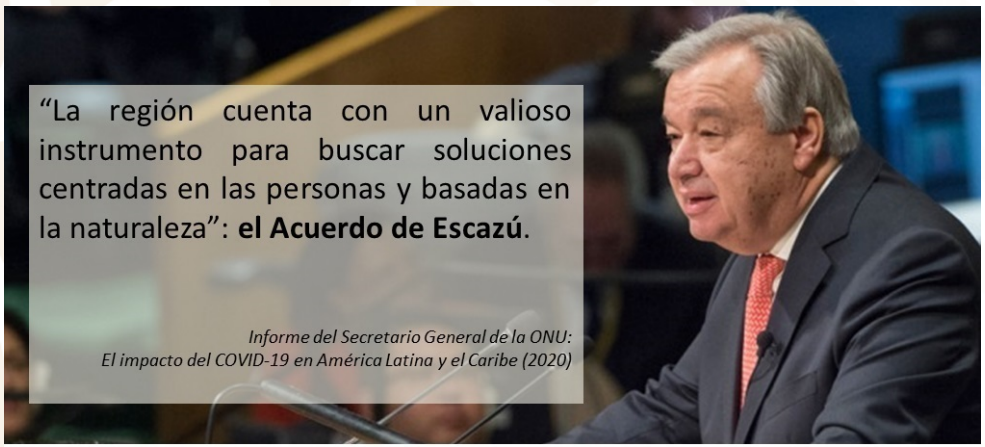 “La región cuenta con un valioso
instrumento para buscar soluciones
centradas en las personas y basadas en
la naturaleza”: el Acuerdo de Escazú.
Informe del Secretario General de la ONU:
El impacto del COVID-19 en América Latina y el Caribe (2020)